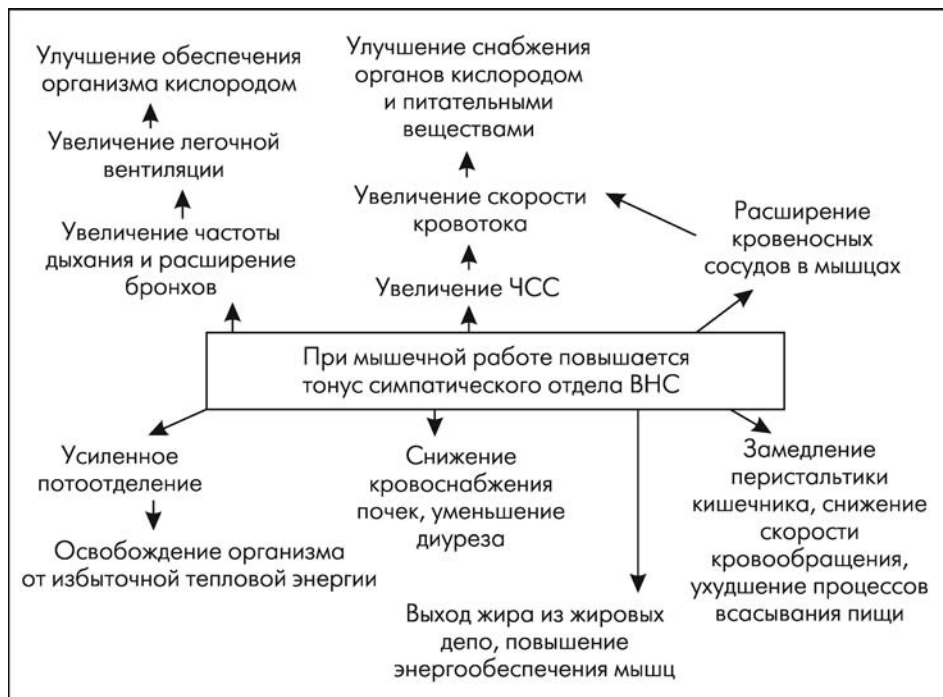 Улучшение обеспечения
организма кислородом
Увеличение легочной
вентиляции
Увеличение частоты
дыхания и расширение
бронхов
Улучшение снабжения
органов кислородом
и питательными
веществами
Увеличение скорости
кровотока
Увеличение ЧСС
Расширение
кровеносных
сосудов в мышцах
При мышечной работе повышается
тонус симпатического отдела ВНС
Усиленное
потоотделение
Освобождение организма
от избыточной тепловой энергии
Снижение
кровоснабжения
почек, уменьшение
диуреза
Выход жира из жировых
депо, повышение
энергообеспечения мышц
Замедление
перистальтики
кишечника, снижение
скорости
кровообращения,
ухудшение процессов
всасывания пищи